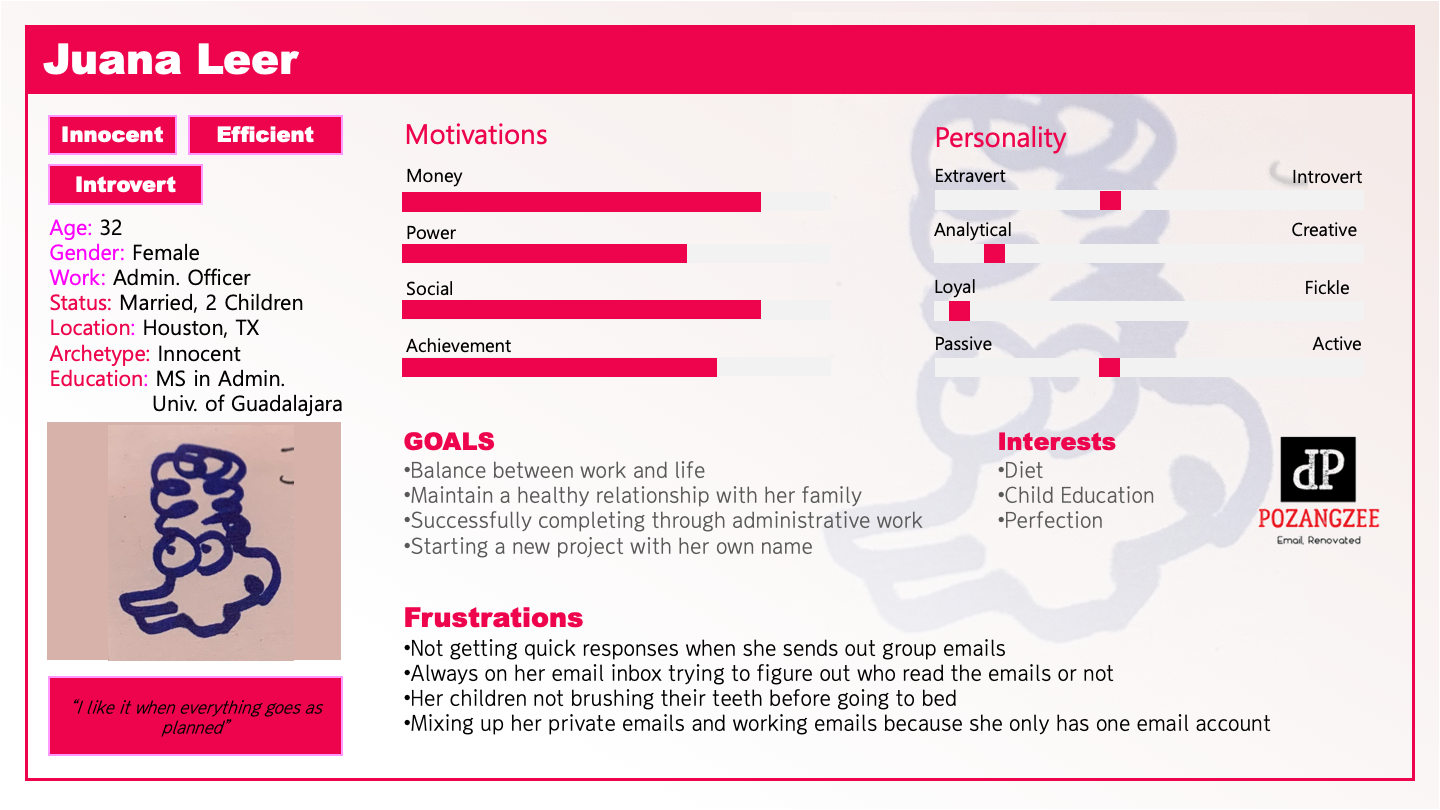 Juana Leer
Innocent
Efficient
Introvert
Age: 32
Gender: Female
Work: Admin. Officer
Status: Married, 2 Children
Location: Houston, TX
Archetype: Innocent
Education: MS in Admin.
Univ. of Guadalajara
“I like it when everything goes as
planned”
Motivations
Money
Power
Social
Achievement
Personality
Extravert Introvert
Analytical Creative
Loyal Fickle
Passive Active
GOALS
•Balance between work and life
•Maintain a healthy relationship with her family
•Successfully completing through administrative work
•Starting a new project with her own name
Interests
•Diet
•Child Education
•Perfection
dP
POZANGZEE
Email, Renovated
Frustrations
•Not getting quick responses when she sends out group emails
•Always on her email inbox trying to figure out who read the emails or not
•Her children not brushing their teeth before going to bed
•Mixing up her private emails and working emails because she only has one email account